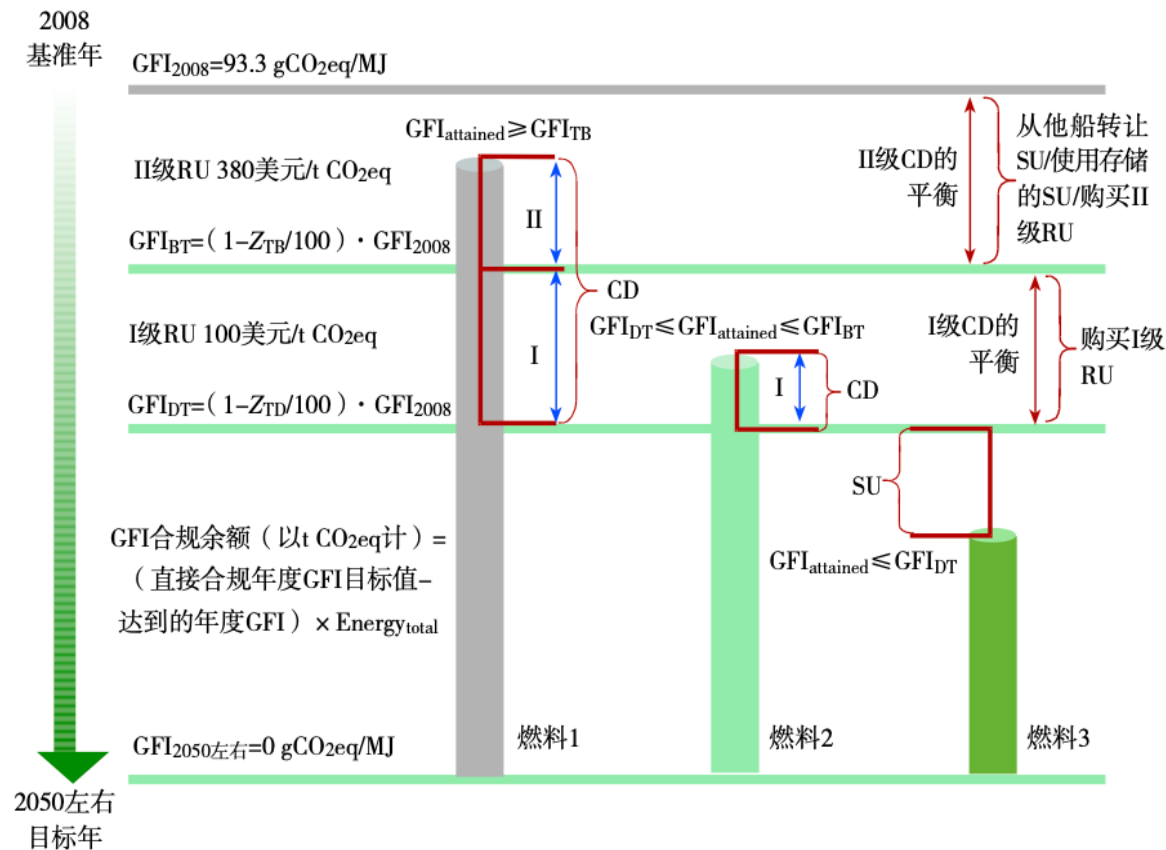 2008
基准年
GFI2008=93.3 gCO2eq/MJ
GFIattained≥GFITB
II级RU 380美元/t CO2eq
GFIBT=(1–ZTB/100)·GFI2008
II
I
CD
II级CD的
平衡
从他船转让
SU/使用存储
的SU/购买II
级RU
I级RU 100美元/t CO2eq
GFIDT≤GFIattained≤GFIBT
GFIDT=(1–ZTD/100)·GFI2008
I
CD
I级CD的
平衡
购买I级
RU
SU
GFIattained≤GFIDT
GFI合规余额(以t CO2eq计)=
(直接合规年度GFI目标值–
达到的年度GFI)×Energytotal
GFI2050左右=0 gCO2eq/MJ
燃料1
燃料2
燃料3
2050左右
目标年